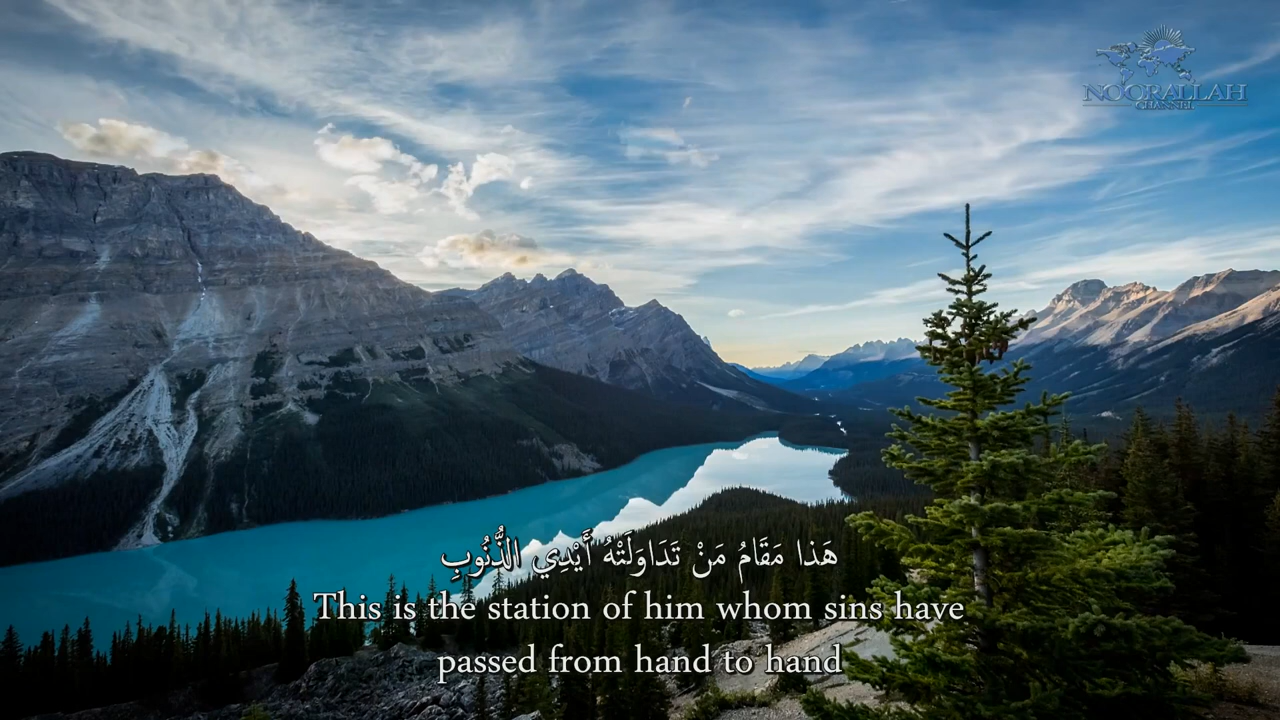 NOORALLAH
CHANNEL
هَذا مَقَامُ مَنْ تَدَاوَلَتْهُ أَيْدِي الذُّنُوبِ
This is the station of him whom sins have
passed from hand to hand